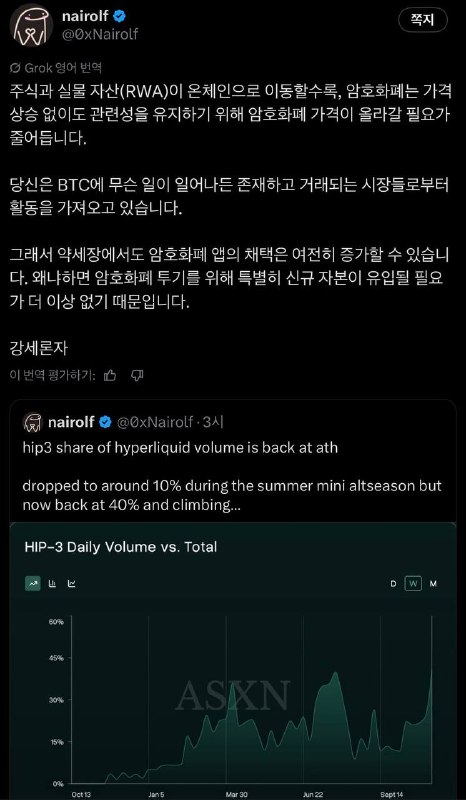 nairolf
@0xNairolf
쪽지
Grok 영어 번역
주식과 실물 자산(RWA)이 온체인으로 이동할수록, 암호화폐는 가격
상승 없이도 관련성을 유지하기 위해 암호화폐 가격이 올라갈 필요가
줄어듭니다.
당신은 BTC에 무슨 일이 일어나든 존재하고 거래되는 시장들로부터
활동을 가져오고 있습니다.
그래서 약세장에서도 암호화폐 앱의 채택은 여전히 증가할 수 있습니
다. 왜냐하면 암호화폐 투기를 위해 특별히 신규 자본이 유입될 필요
가 더 이상 없기 때문입니다.
강세론자
이 번역 평가하기:
nairolf @0xNairolf · 3시
hip3 share of hyperliquid volume is back at ath
dropped to around 10% during the summer mini altseason but
now back at 40% and climbing...
HIP-3 Daily Volume vs. Total
D W M
60%
45%
30%
15%
0%
ASXN
Oct 13 Jan 5 Mar 30 Jun 22 Sept 14